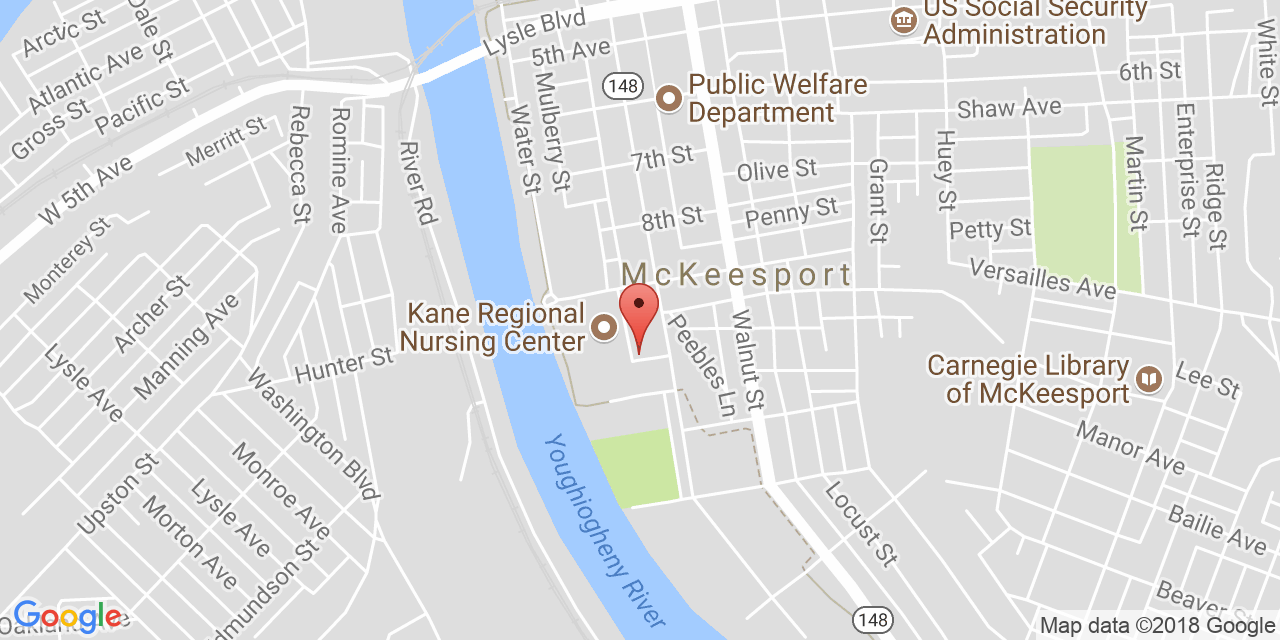 Arctic St
Dale St
Atlantic Ave
Gross St
Pacific St
W 5th Ave
Merritt St
Rebecca St
Romine Ave
River Rd
Lysle Blvd
5th Ave
Mulberry St
Water St
148
Public Welfare
Department
US Social Security
Administration
6th St
White St
Shaw Ave
7th St
Olive St
Grant St
Huey St
Martin St
Enterprise St
Ridge St
8th St
Penny St
Petty St
Versailles Ave
McKeesport
Monterey St
Archer St
Manning Ave
Lysle Ave
Hunter St
Washington Blvd
Kane Regional
Nursing Center
Peebles Ln
Walnut St
Carnegie Library
of McKeesport
Lee St
Manor Ave
Upston St
Monroe Ave
Lysle Ave
Morton Ave
Youghiogheny River
Locust St
Bailie Ave
Beaver St
148
Google
Map data ©2018 Google